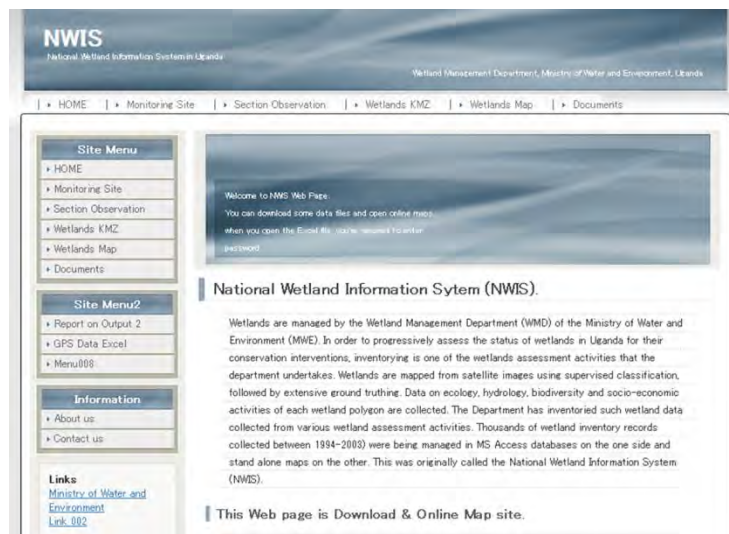 NWIS
National Wetland Information System in Uganda
Wetland Management Department, Ministry of Water and Environment, Uganda
HOME
Monitoring Site
Section Observation
Wetlands KMZ
Wetlands Map
Documents
Site Menu
HOME
Monitoring Site
Section Observation
Wetlands KMZ
Wetlands Map
Documents
Site Menu2
Report on Output 2
GPS Data Excel
Menu008
Information
About us
Contact us
Links
Ministry of Water and
Environment
Link 002
Welcome to NWIS Web Page.
You can download some data files and open online maps.
when you open the Excel file, you're required to enter
password.
National Wetland Information Sytem (NWIS).
Wetlands are managed by the Wetland Management Department (WMD) of the Ministry of Water and
Environment (MWE). In order to progressively assess the status of wetlands in Uganda for their
conservation interventions, inventorying is one of the wetlands assessment activities that the
department undertakes. Wetlands are mapped from satellite images using supervised classification,
followed by extensive ground truthing. Data on ecology, hydrology, biodiversity and socio-economic
activities of each wetland polygon are collected. The Department has inventoried such wetland data
collected from various wetland assessment activities. Thousands of wetland inventory records
collected between 1994-2003) were being managed in MS Access databases on the one side and
stand alone maps on the other. This was originally called the National Wetland Information System
(NWIS).
This Web page is Download & Online Map site.